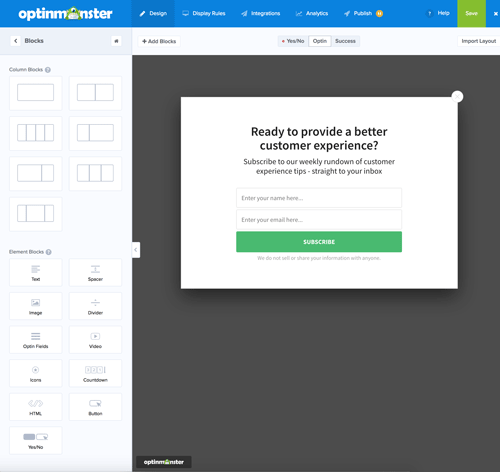 optinmonster
Design
Display Rules
Integrations
Analytics
Publish
? Help
Save
Blocks
+ Add Blocks
+ Yes/No
Optin
Success
Import Layout
Column Blocks ?
Ready to provide a better
customer experience?
Subscribe to our weekly rundown of customer
experience tips - straight to your inbox
Enter your name here...
Enter your email here...
SUBSCRIBE
We do not sell or share your information with anyone.
Element Blocks ?
Text
Spacer
Image
Divider
Optin Fields
Video
Icons
Countdown
HTML
Button
Yes/No
optinmonster